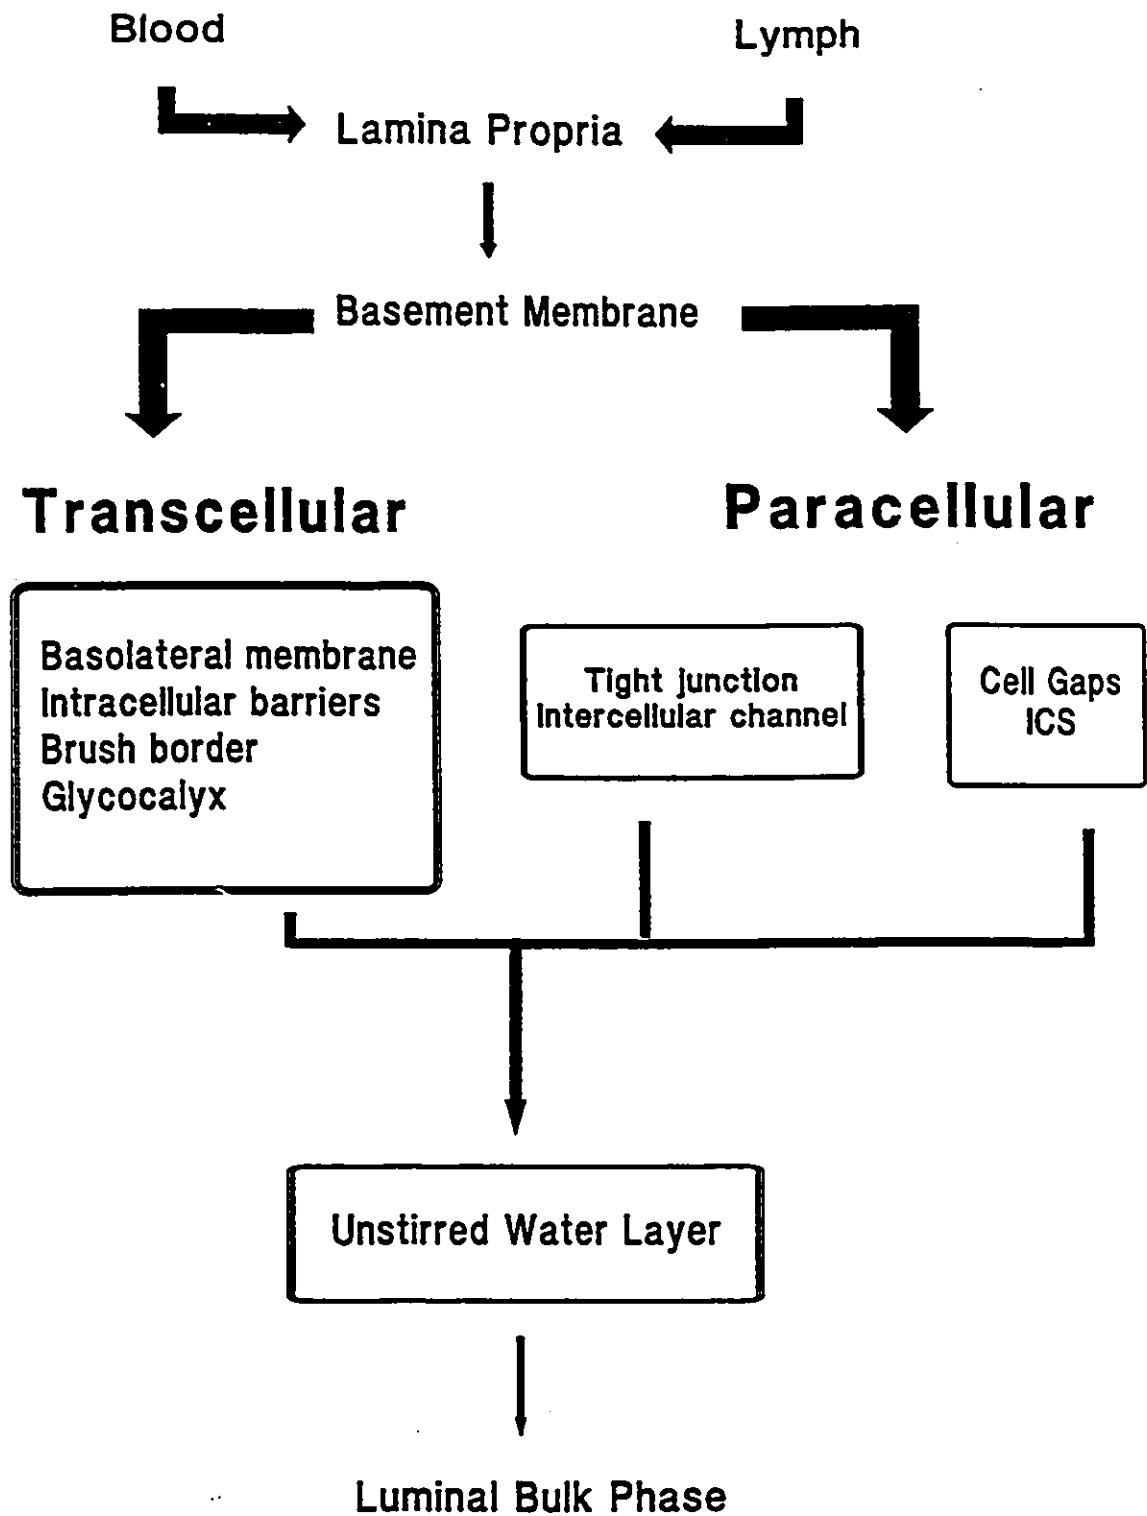 Blood
Lymph
Lamina Propria
Basement Membrane
Transcellular
Paracellular
Basolateral membrane
Intracellular barriers
Brush border
Glycocalyx
Tight junction
Intercellular channel
Cell Gaps
ICS
Unstirred Water Layer
Luminal Bulk Phase